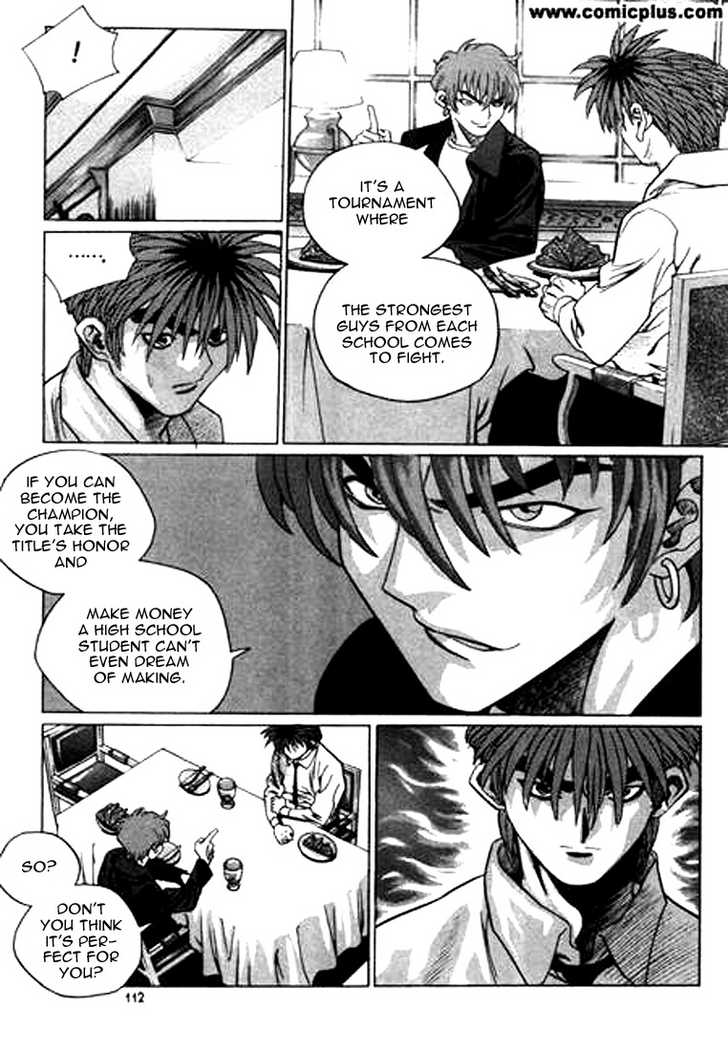 www.comicplus.com
!
IT'S A
TOURNAMENT
WHERE
THE STRONGEST
GUYS FROM EACH
SCHOOL COMES
TO FIGHT.
......,
IF YOU CAN
BECOME THE
CHAMPION,
YOU TAKE THE
TITLE'S HONOR
AND
MAKE MONEY
A HIGH SCHOOL
STUDENT CAN'T
EVEN DREAM
OF MAKING.
SO?
DON'T
YOU THINK
IT'S PER-
FECT FOR
YOU?
112